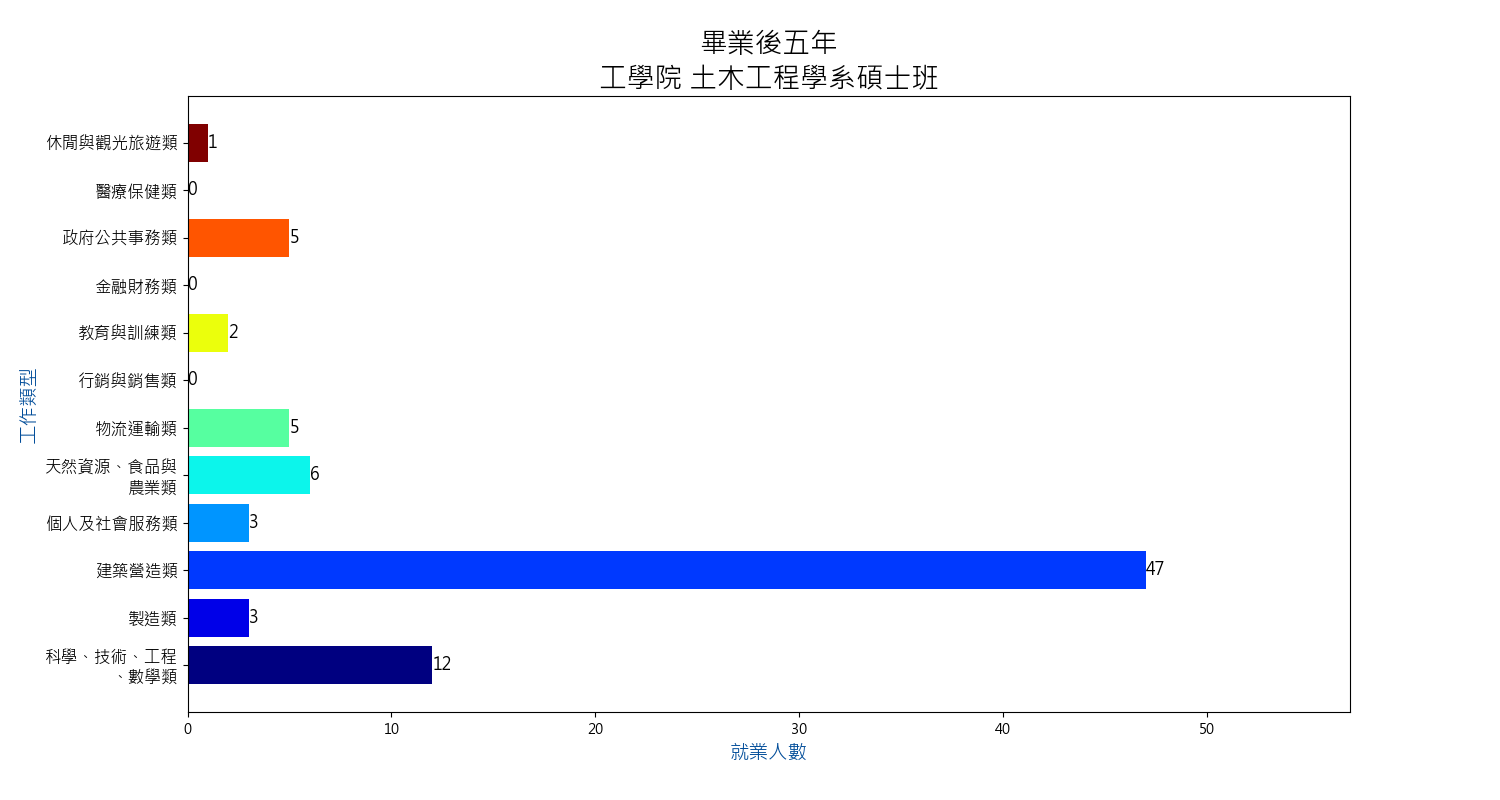 畢業後五年
工學院 土木工程學系碩士班
休閒與觀光旅遊類
1
醫療保健類
0
政府公共事務類
5
金融財務類
0
教育與訓練類
2
行銷與銷售類
0
物流運輸類
5
天然資源、食品與
農業類
6
個人及社會服務類
3
建築營造類
47
製造類
3
科學、技術、工程
、數學類
12
工作類型
0 10 20 30 40 50
就業人數